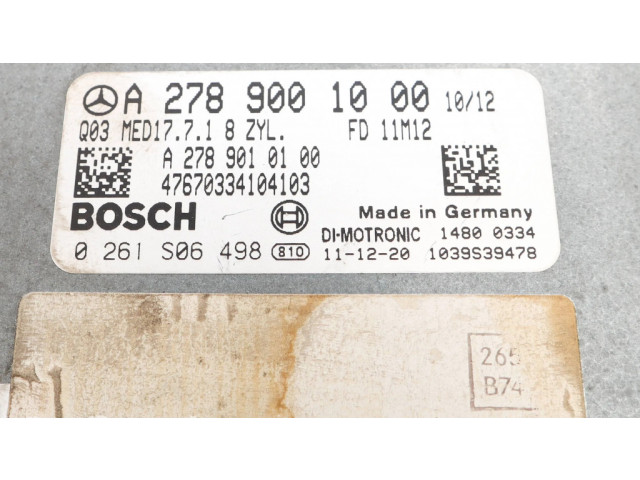 A 278 900 10 00 10/12
Q03 MED17.7.1 8 ZYL. FD 11M12
A 278 901 01 00
47670334104103
BOSCH Made in Germany
DI-MOTRONIC 1480 0334
0 261 S06 498 810 11-12-20 1039S39478
265
B74